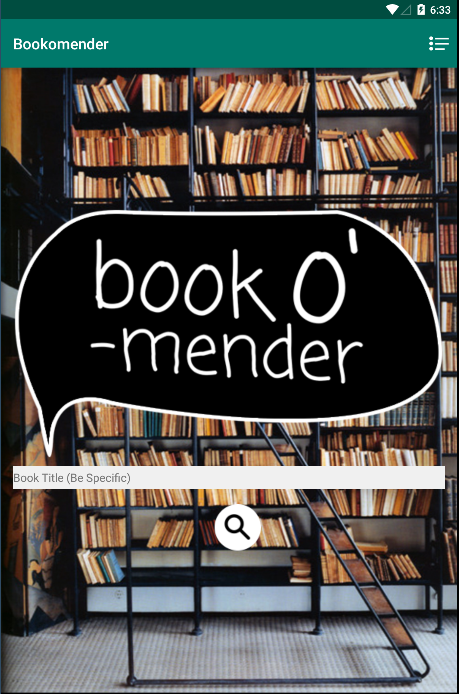 6:33
Bookomender
book O'
-mender
Book Title (Be Specific)